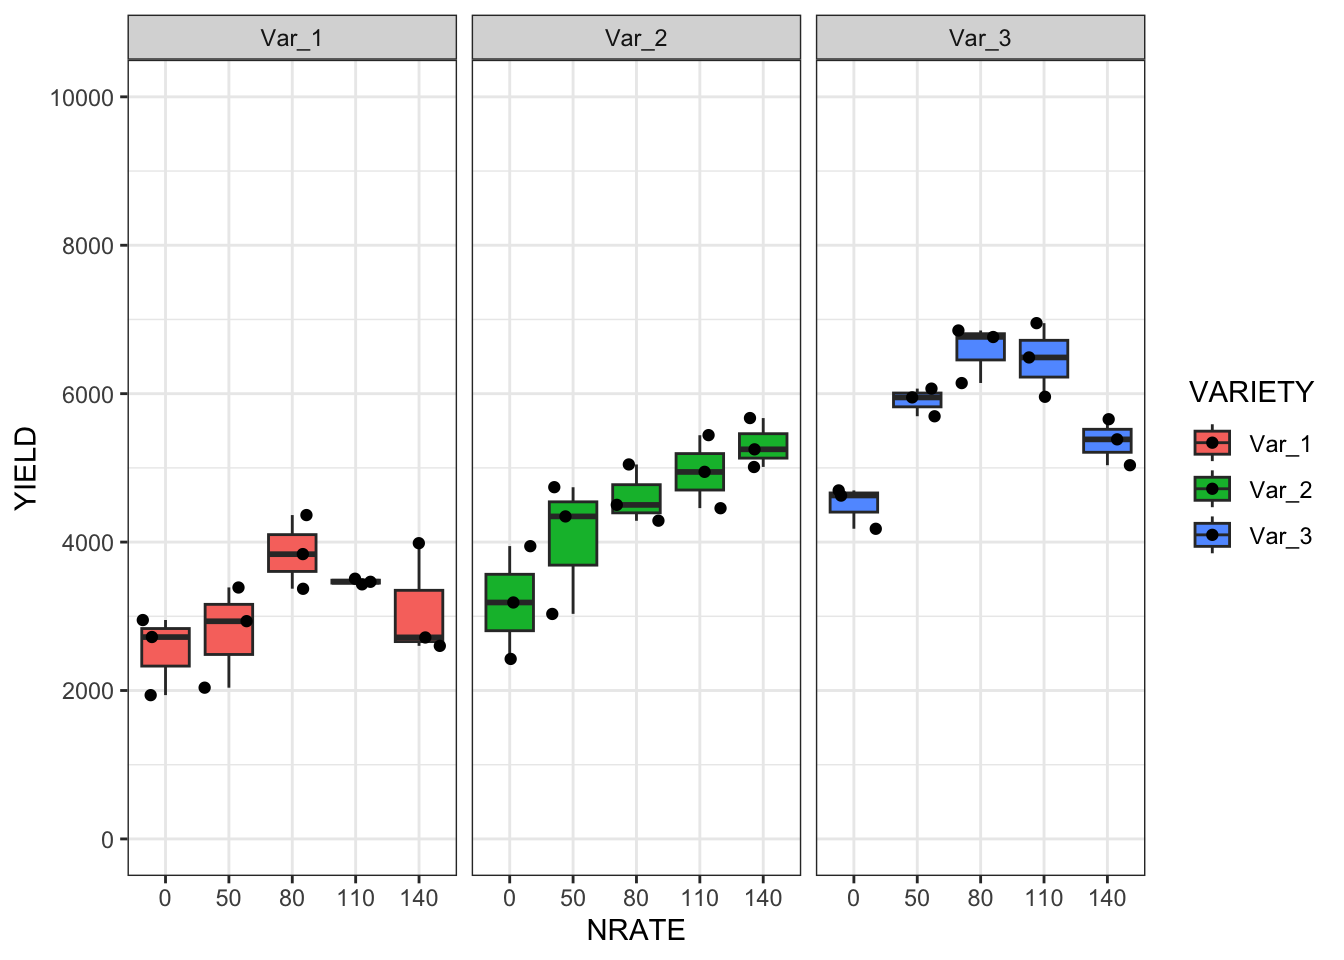 Var_1 Var_2 Var_3
10000
8000
6000
4000
2000
0
YIELD
0 50 80 110 140 0 50 80 110 140 0 50 80 110 140
NRATE
VARIETY
Var_1
Var_2
Var_3